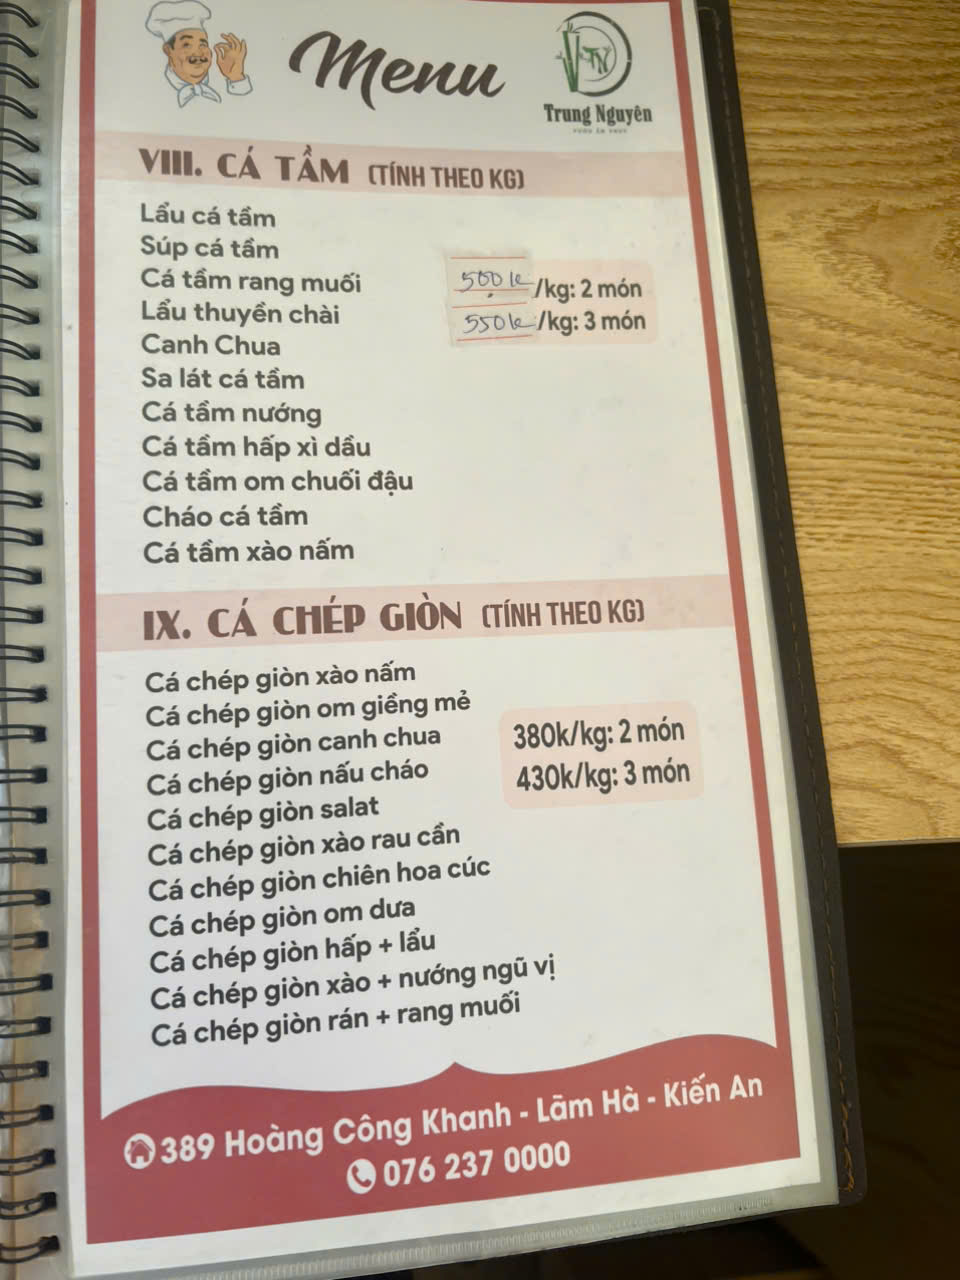 Menu
VTN
Trung Nguyên
VIII. CÁ TẦM (TÍNH THEO KG)
Lẩu cá tầm
Súp cá tầm
Cá tầm rang muối
Lẩu thuyền chài
Canh Chua
Sa lát cá tầm
Cá tầm nướng
Cá tầm hấp xì dầu
Cá tầm om chuối đậu
Cháo cá tầm
Cá tầm xào nấm
500k/kg: 2 món
550k/kg: 3 món
IX. CÁ CHÉP GIÒN (TÍNH THEO KG)
Cá chép giòn xào nấm
Cá chép giòn om giềng mẻ
Cá chép giòn canh chua
Cá chép giòn nấu cháo
Cá chép giòn salat
Cá chép giòn xào rau cần
Cá chép giòn chiên hoa cúc
Cá chép giòn om dưa
Cá chép giòn hấp + lẩu
Cá chép giòn xào + nướng ngũ vị
Cá chép giòn rán + rang muối
380k/kg: 2 món
430k/kg: 3 món
389 Hoàng Công Khanh - Lãm Hà - Kiến An
076 237 0000